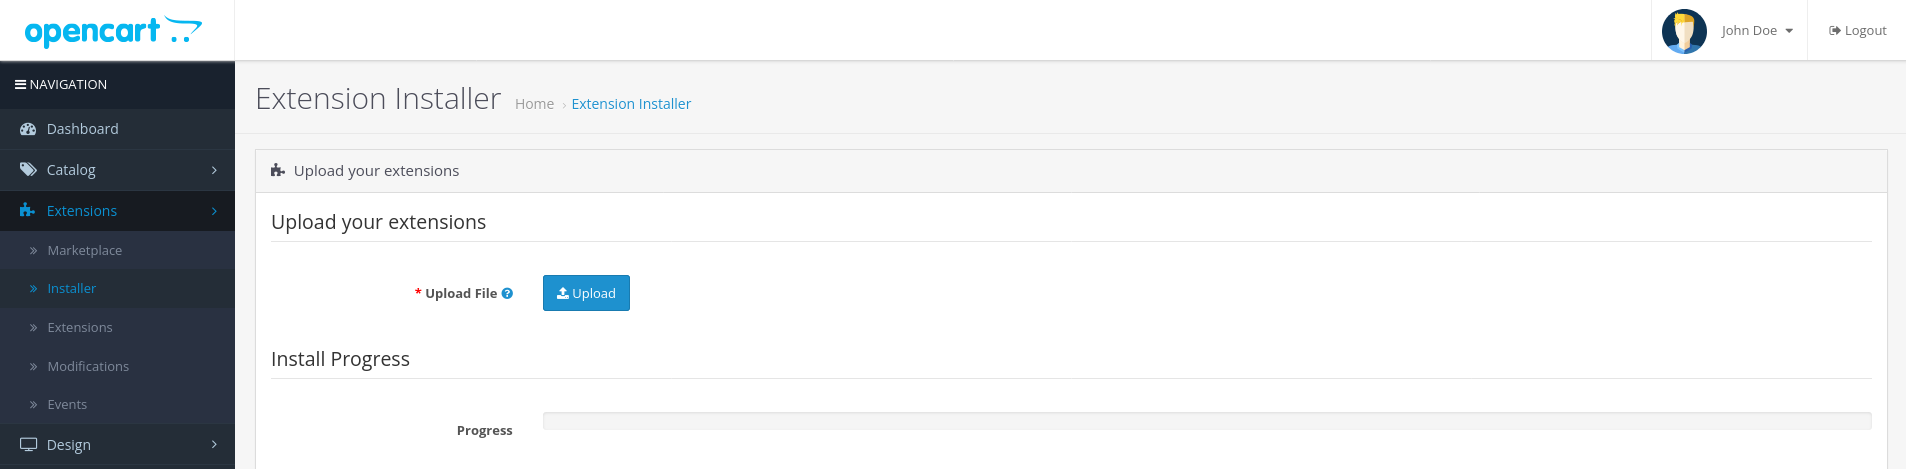 opencart
John Doe
Logout
NAVIGATION
Dashboard
Catalog
Extensions
Marketplace
Installer
Extensions
Modifications
Events
Design
Extension Installer
Home › Extension Installer
Upload your extensions
Upload your extensions
* Upload File ?
Upload
Install Progress
Progress